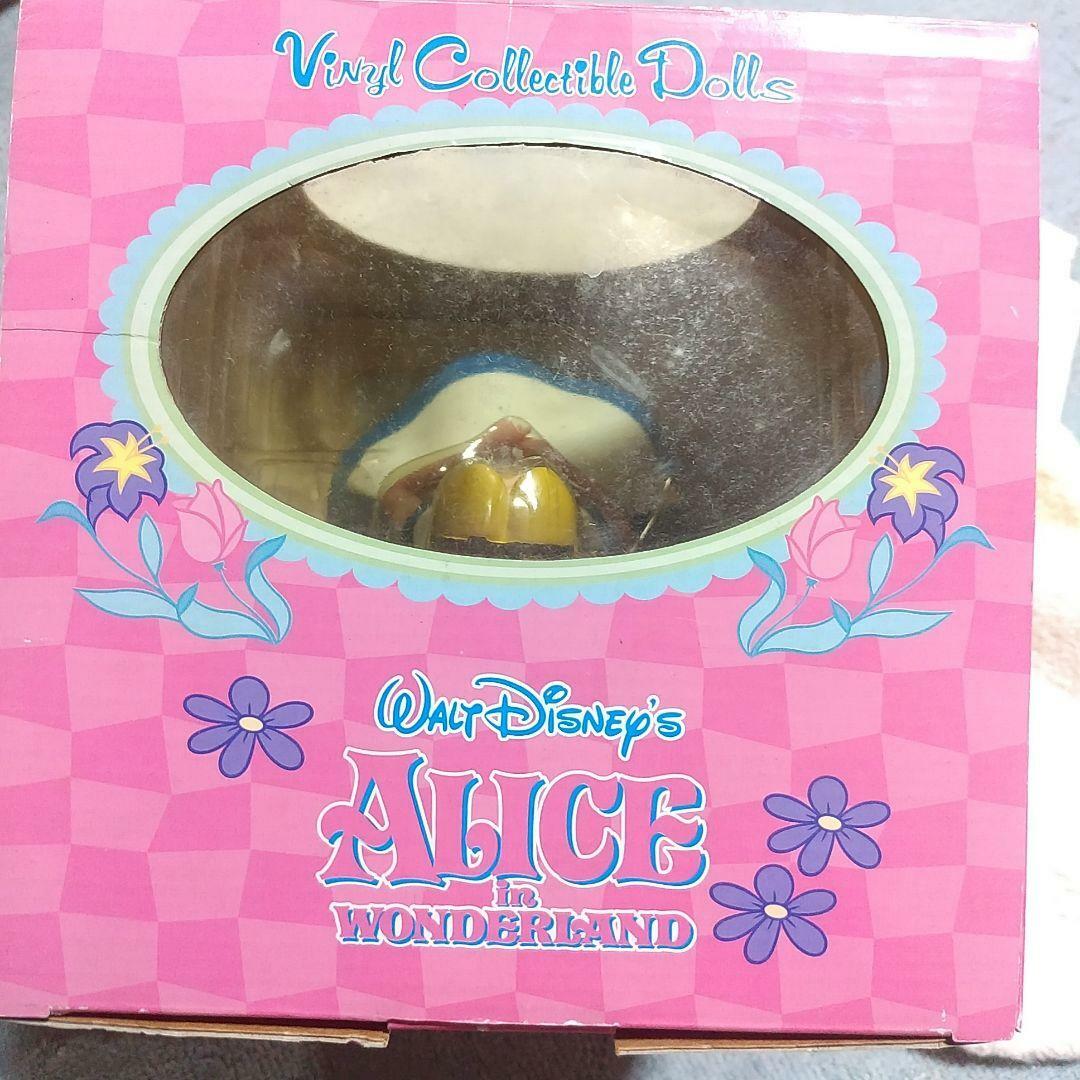 Vinyl Collectible Dolls
WALT DISNEY'S
ALICE
in
WONDERLAND